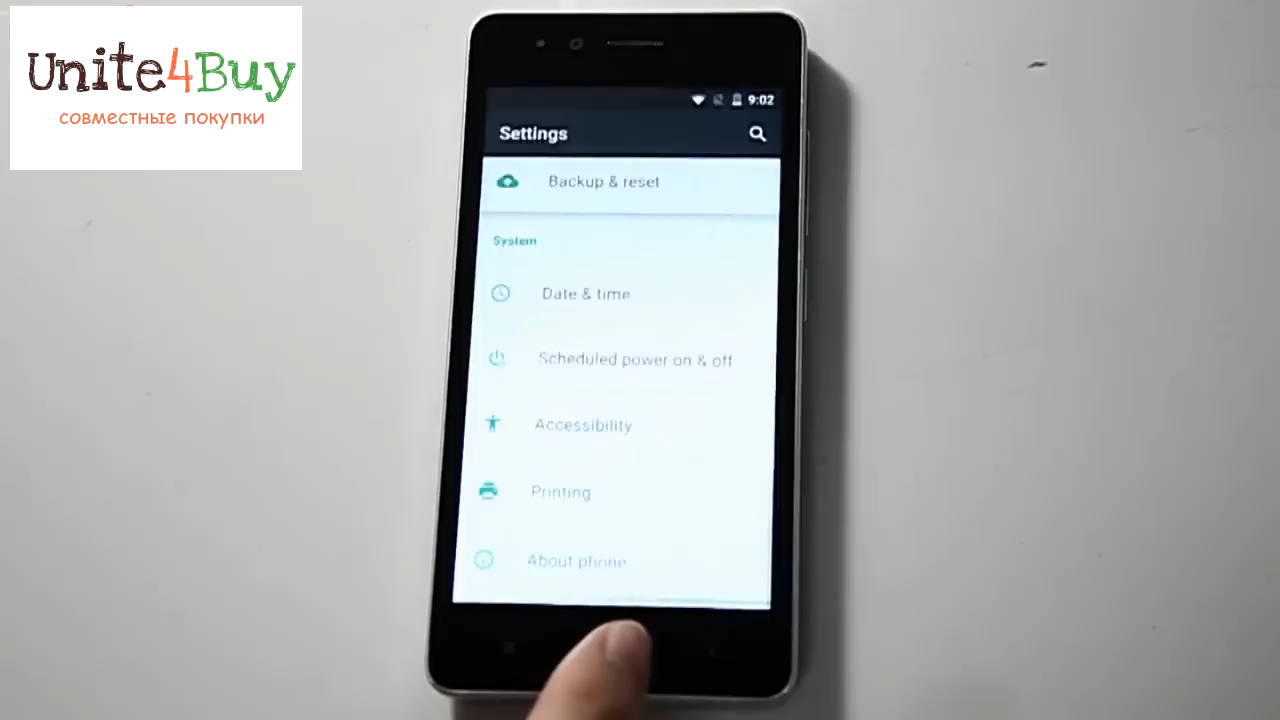 Unite4Buy
совместные покупки
9:02
Settings
Backup & reset
System
Date & time
Scheduled power on & off
Accessibility
Printing
About phone